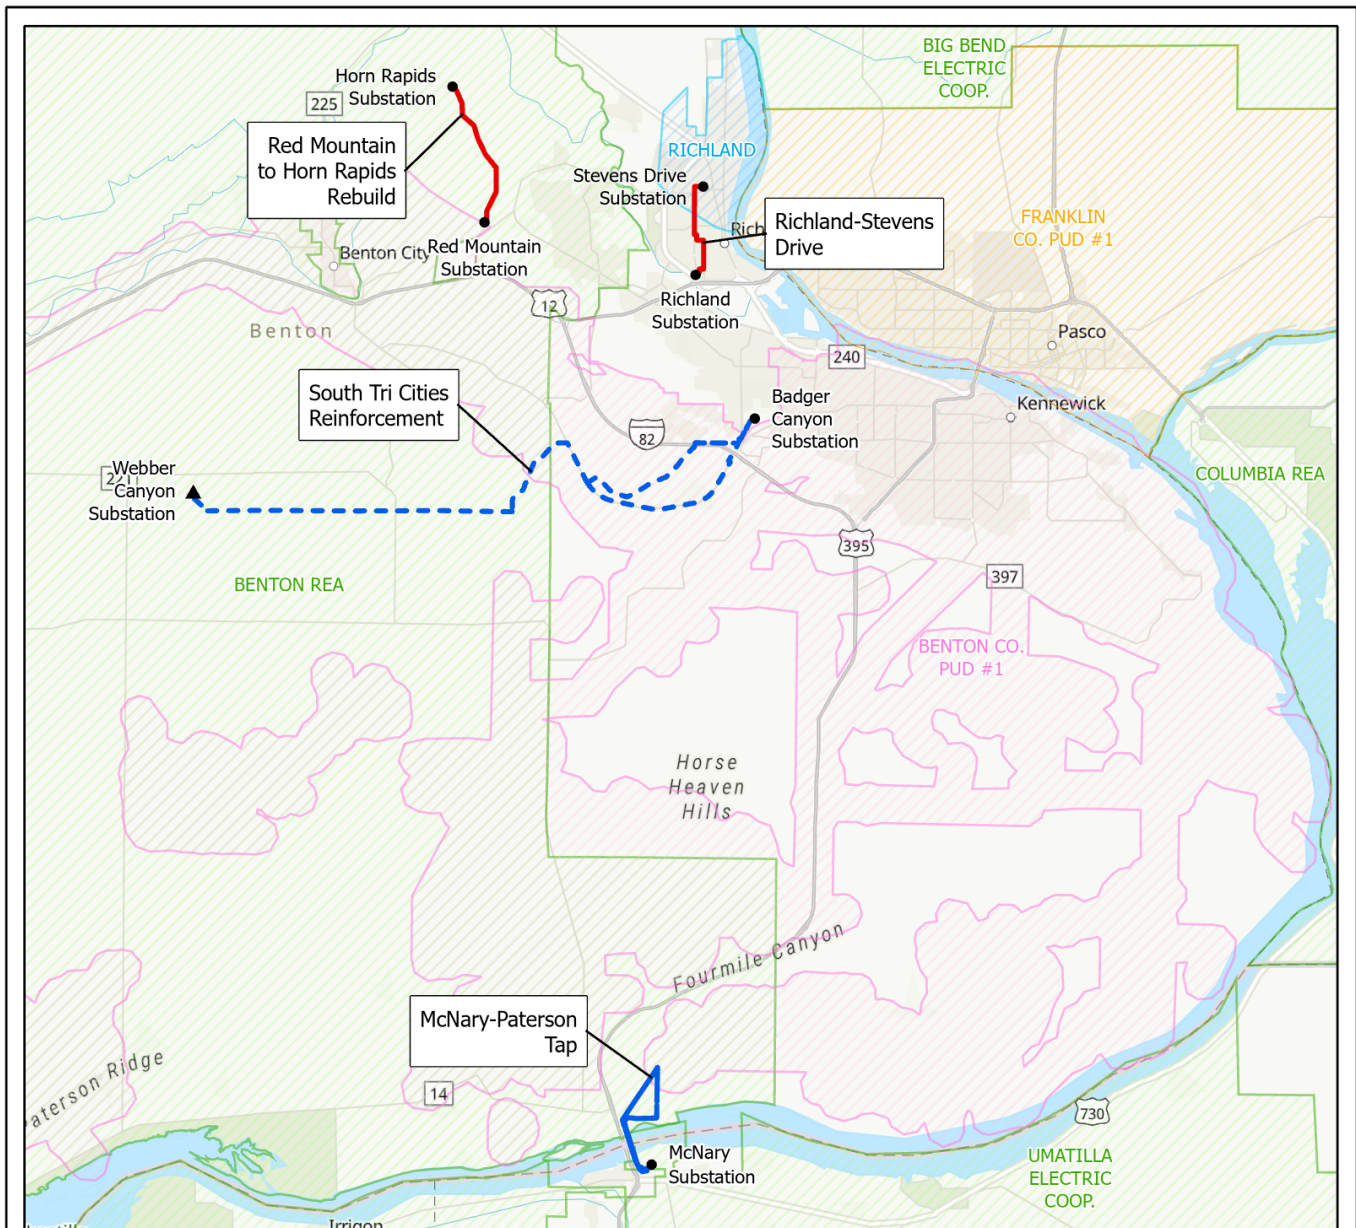 BIG BEND
ELECTRIC
COOP.
Horn Rapids
Substation
225
Red Mountain
to Horn Rapids
Rebuild
RICHLAND
Stevens Drive
Substation
Richland-Stevens
Drive
FRANKLIN
CO. PUD #1
Benton City
Red Mountain
Substation
Richland
Substation
12
Benton
Pasco
240
South Tri Cities
Reinforcement
Badger
Canyon
Substation
Kennewick
82
Webber
Canyon
Substation
COLUMBIA REA
395
BENTON REA
397
BENTON CO.
PUD #1
Horse
Heaven
Hills
Fourmile Canyon
McNary-Paterson
Tap
Paterson Ridge
14
730
McNary
Substation
UMATILLA
ELECTRIC
COOP.
Irrigon